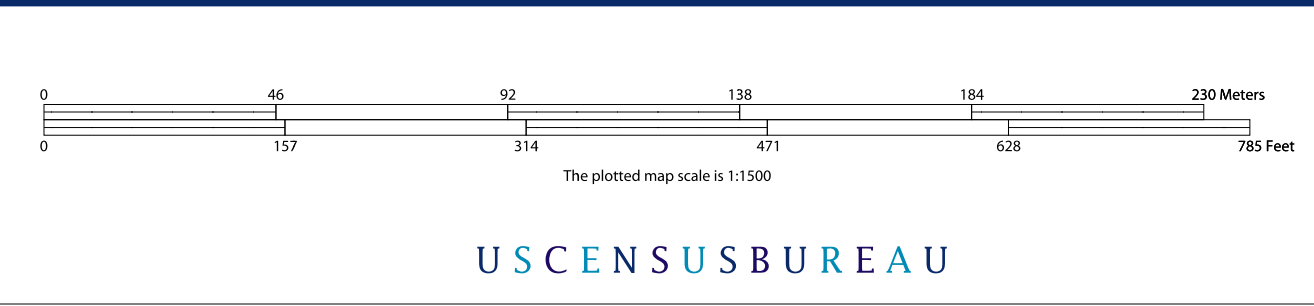 0 46 92 138 184 230 Meters
0 157 314 471 628 785 Feet
The plotted map scale is 1:1500
USCENSUSBUREAU